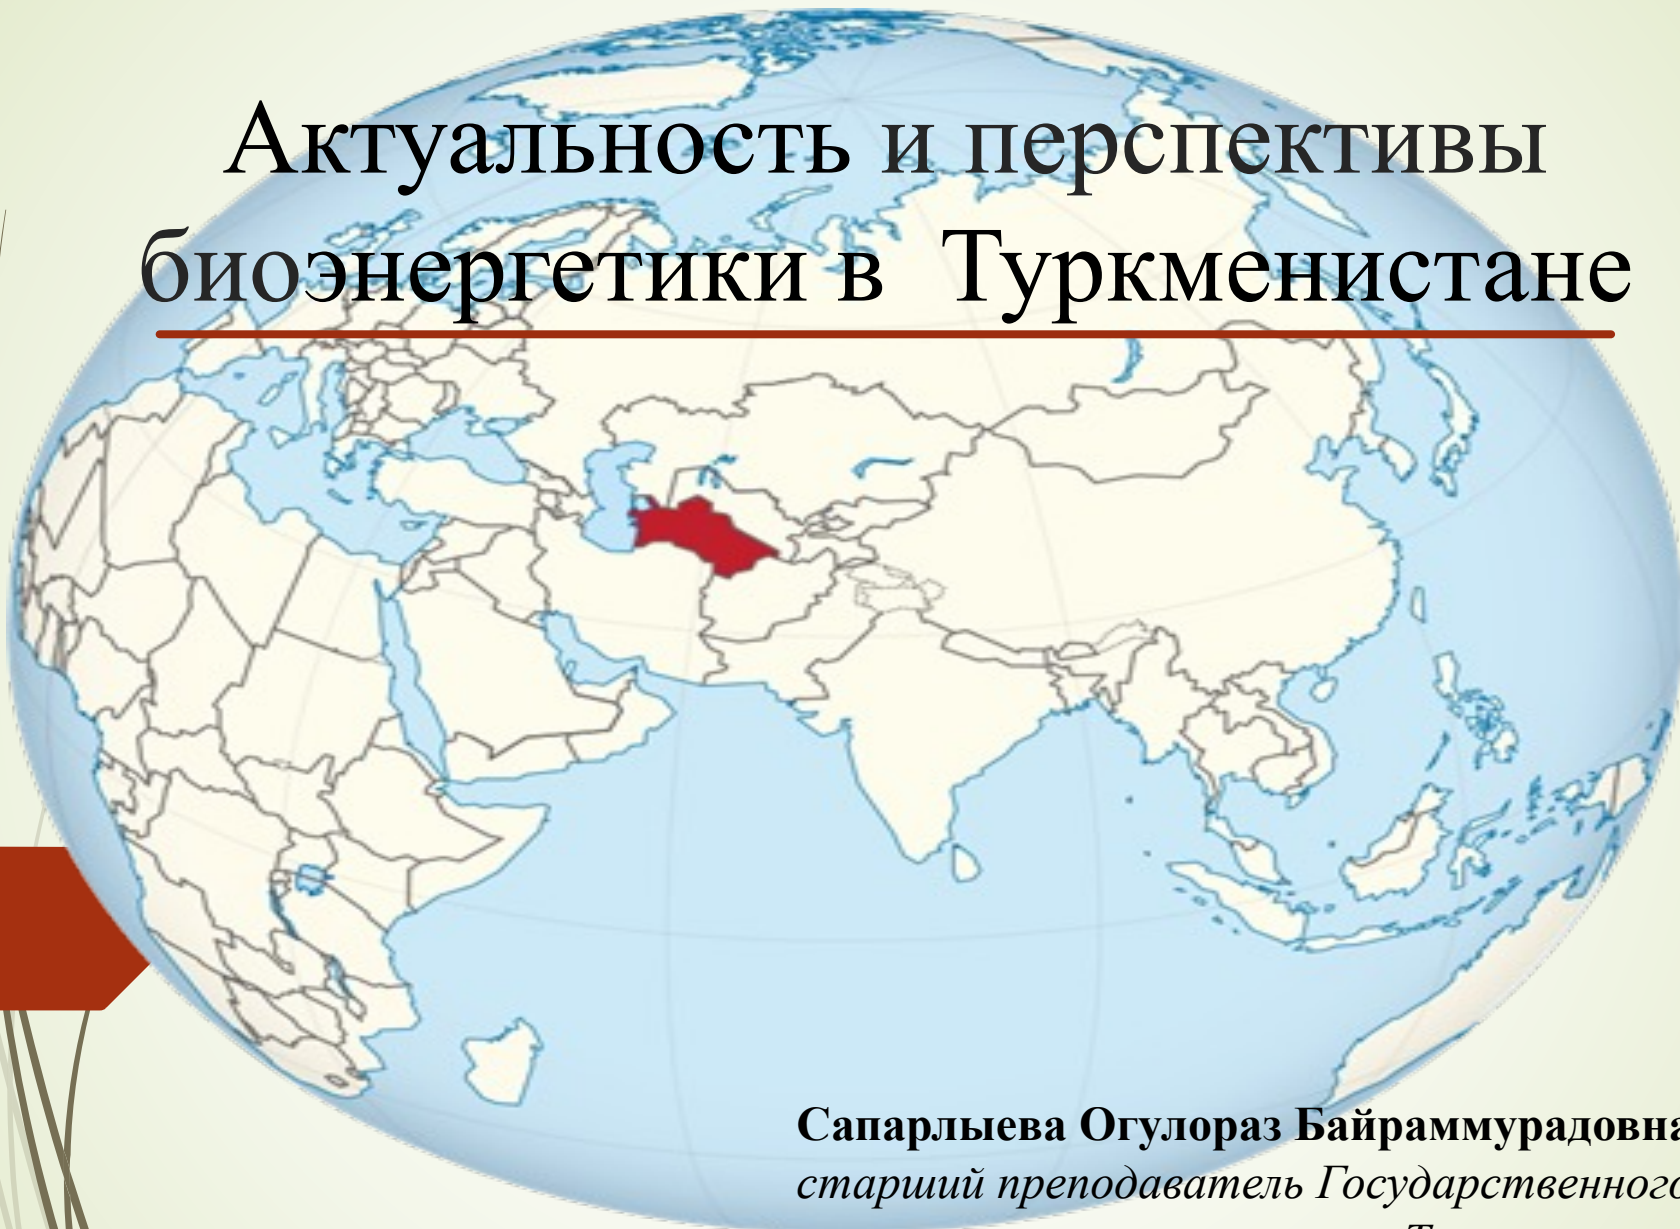 Актуальность и перспективы
биоэнергетики в Туркменистане
Сапарлыева Огулораз Байраммурадовна
старший преподаватель Государственного